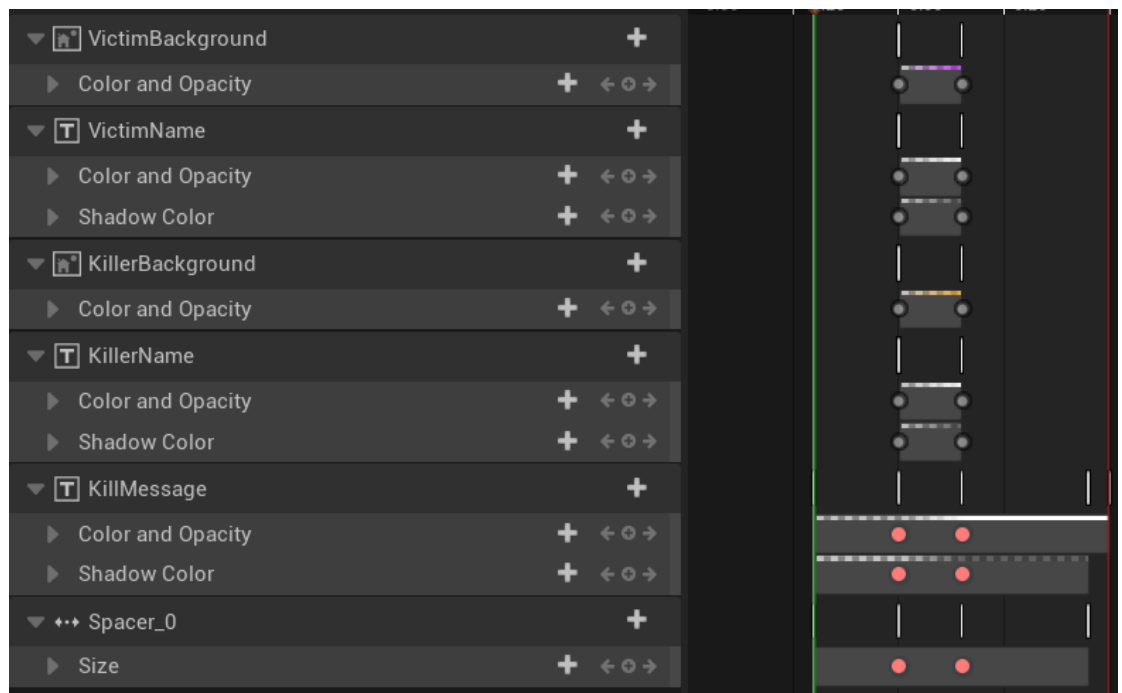 VictimBackground
Color and Opacity
T VictimName
Color and Opacity
Shadow Color
KillerBackground
Color and Opacity
T KillerName
Color and Opacity
Shadow Color
T KillMessage
Color and Opacity
Shadow Color
Spacer_0
Size